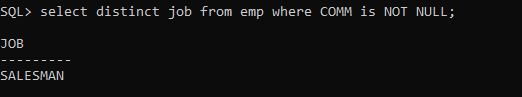 SQL> select distinct job from emp where COMM is NOT NULL;
JOB
---------
SALESMAN